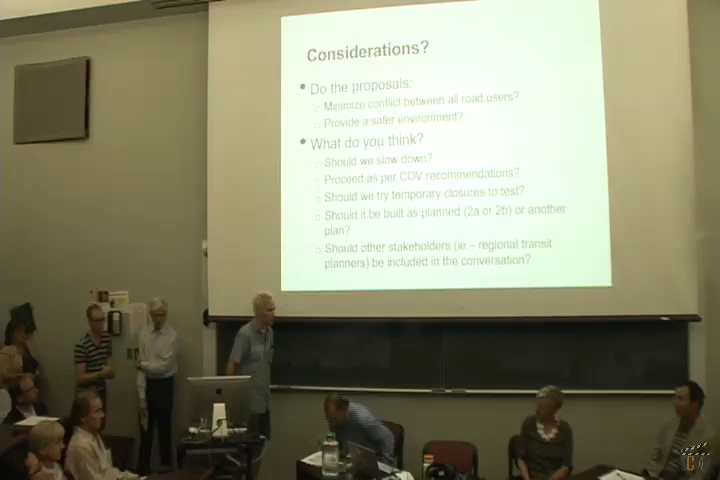 Considerations?
• Do the proposals:
○ Minimize conflict between all road users?
○ Provide a safer environment?
• What do you think?
○ Should we slow down?
○ Proceed as per COV recommendations?
○ Should we try temporary closures to test?
○ Should it be built as planned (2a or 2b) or another
plan?
○ Should other stakeholders (ie – regional transit
planners) be included in the conversation?